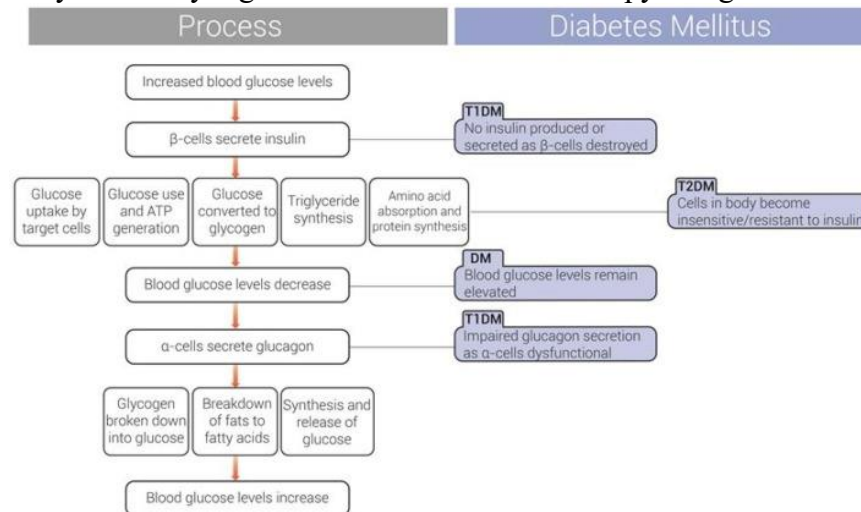 Process
Diabetes Mellitus
Increased blood glucose levels
β-cells secrete insulin
T1DM
No insulin produced or
secreted as β-cells destroyed
Glucose
uptake by
target cells
Glucose use
and ATP
generation
Glucose
converted to
glycogen
Triglyceride
synthesis
Amino acid
absorption and
protein synthesis
T2DM
Cells in body become
insensitive/resistant to insulin
Blood glucose levels decrease
DM
Blood glucose levels remain
elevated
α-cells secrete glucagon
T1DM
Impaired glucagon secretion
as α-cells dysfunctional
Glycogen
broken down
into glucose
Breakdown
of fats to
fatty acids
Synthesis and
release of
glucose
Blood glucose levels increase